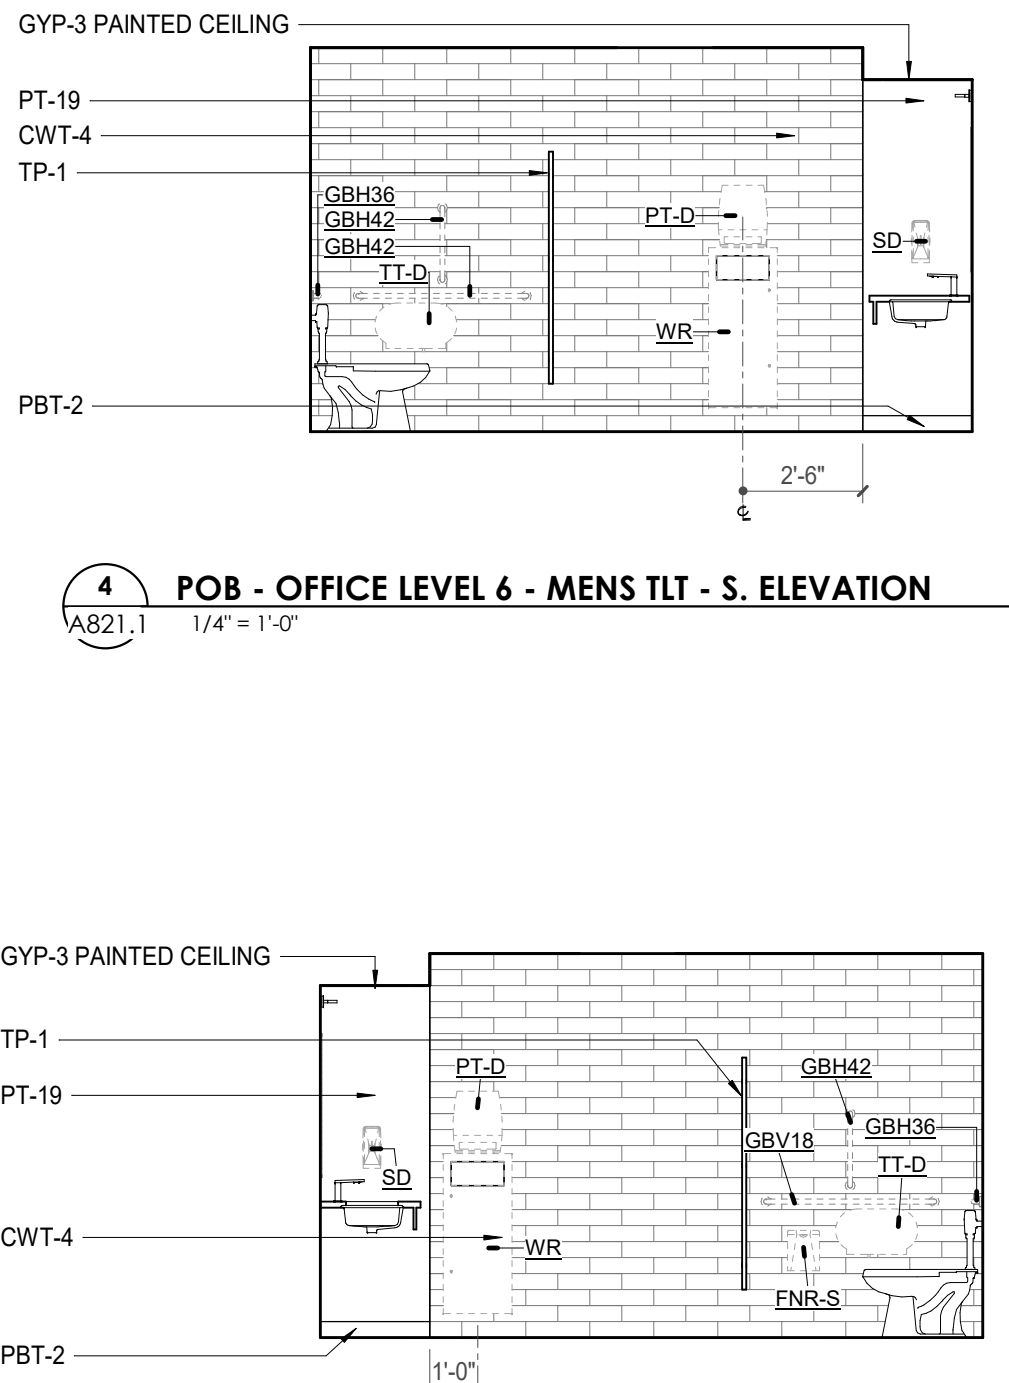 GYP-3 PAINTED CEILING
PT-19
CWT-4
TP-1
GBH36
GBH42
GBH42
TT-D
PT-D
SD
WR
PBT-2
2'-6"
℄
4
A821.1
POB - OFFICE LEVEL 6 - MENS TLT - S. ELEVATION
1/4" = 1'-0"
GYP-3 PAINTED CEILING
TP-1
PT-19
PT-D
GBH42
GBH36
GBV18
TT-D
SD
CWT-4
WR
FNR-S
PBT-2
1'-0"